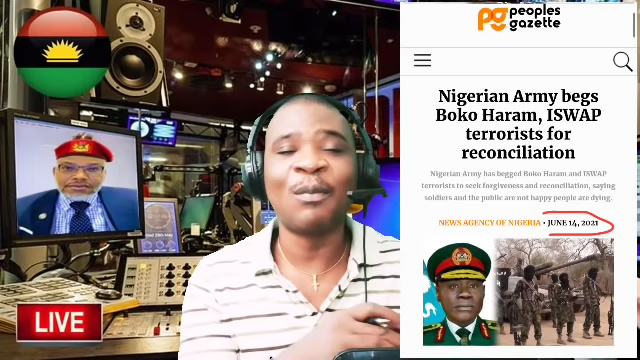 peoples
gazette
Nigerian Army begs
Boko Haram, ISWAP
terrorists for
reconciliation
Nigerian Army has begged Boko Haram and ISWAP
terrorists to seek forgiveness and reconciliation, saying
soldiers and the public are not happy people are dying.
NEWS AGENCY OF NIGERIA • JUNE 14, 2021
LIVE